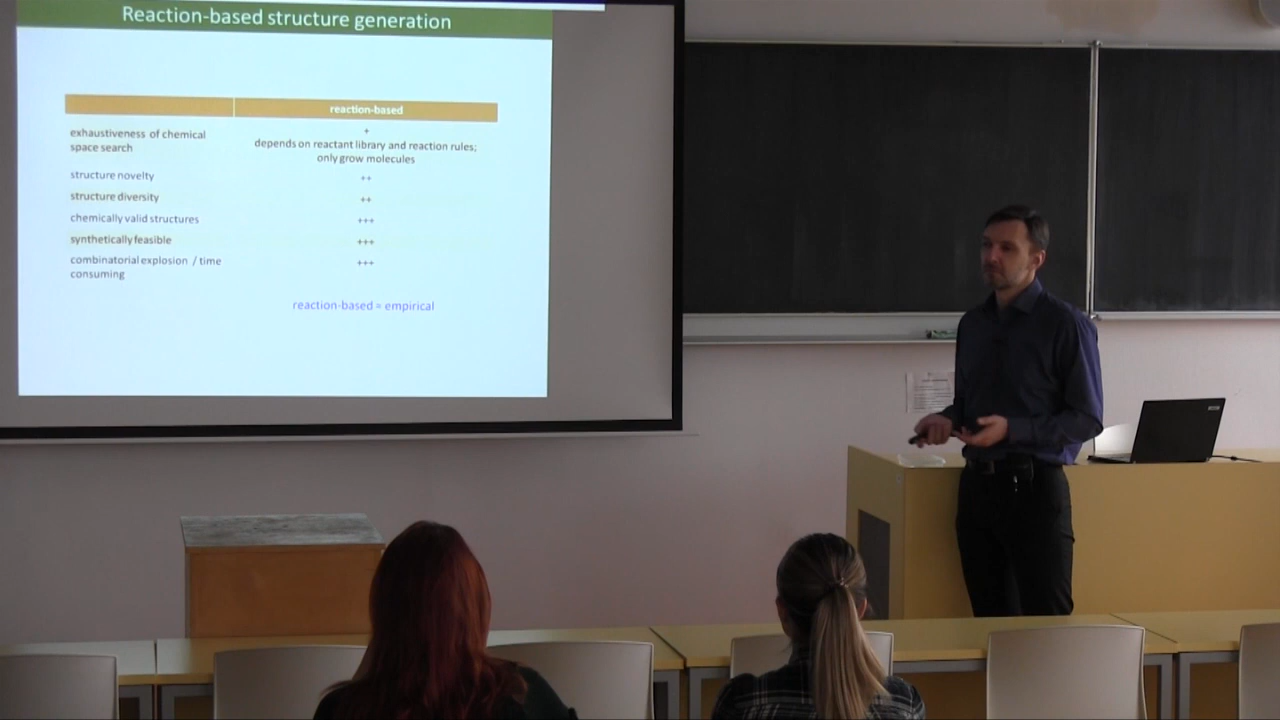 Reaction-based structure generation
reaction-based
exhaustiveness of chemical
space search
+
depends on reactant library and reaction rules;
only grow molecules
structure novelty
++
structure diversity
++
chemically valid structures
+++
synthetically feasible
+++
combinatorial explosion / time
consuming
+++
reaction-based = empirical